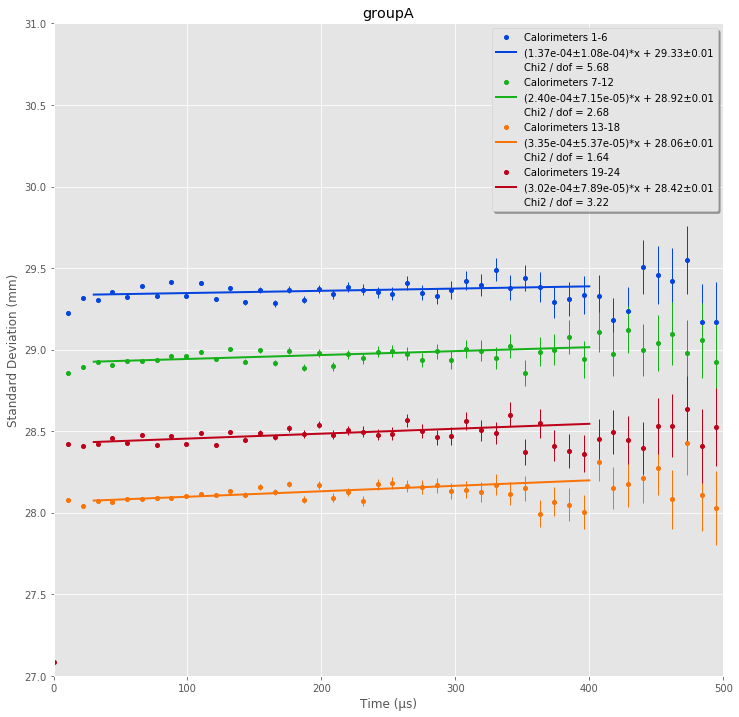 groupA
31.0
30.5
30.0
29.5
29.0
28.5
28.0
27.5
27.0
Standard Deviation (mm)
Calorimeters 1-6
(1.37e-04±1.08e-04)*x + 29.33±0.01
Chi2 / dof = 5.68
Calorimeters 7-12
(2.40e-04±7.15e-05)*x + 28.92±0.01
Chi2 / dof = 2.68
Calorimeters 13-18
(3.35e-04±5.37e-05)*x + 28.06±0.01
Chi2 / dof = 1.64
Calorimeters 19-24
(3.02e-04±7.89e-05)*x + 28.42±0.01
Chi2 / dof = 3.22
0 100 200 300 400 500
Time (μs)